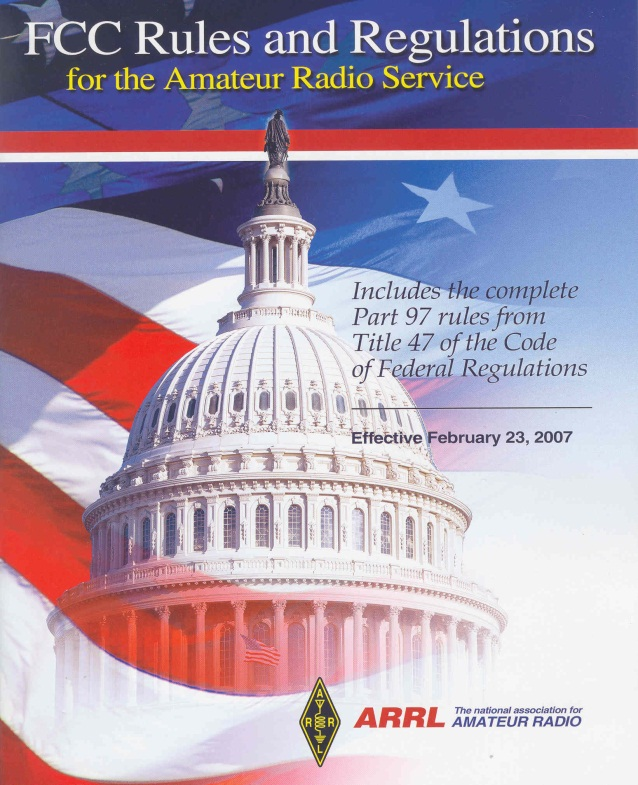 FCC Rules and Regulations
for the Amateur Radio Service
Includes the complete
Part 97 rules from
Title 47 of the Code
of Federal Regulations
Effective February 23, 2007
A
R R
L
ARRL
The national association for
AMATEUR RADIO